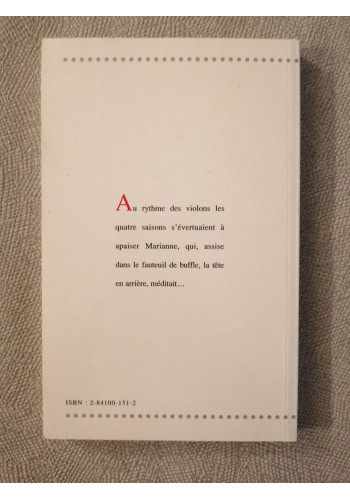 Au rythme des violons les
quatre saisons s'évertuaient à
apaiser Marianne, qui, assise
dans le fauteuil de buffle, la tête
en arrière, méditait...
ISBN : 2-84100-151-2